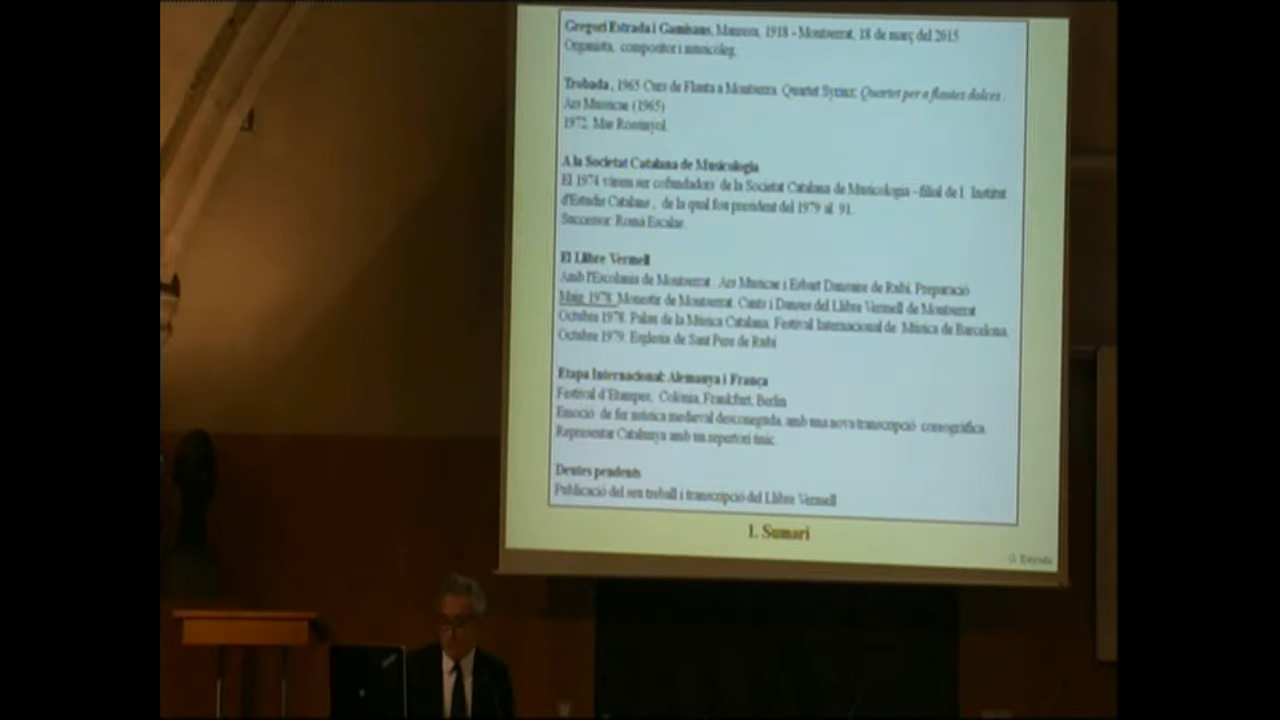 Gregori Estrada i Gamisans, Manresa, 1918 - Montserrat, 18 de març del 2015
Organista, compositor i musicòleg.
Trobada, 1965 Curs de Flauta a Montserrat. Quartet Syrinx: Quartet per a flautes dolces.
Ars Musicae (1965)
1972. Mas Rossinyol.
A la Societat Catalana de Musicologia
El 1974 vàrem ser cofundadors de la Societat Catalana de Musicologia - filial de l Institut
d'Estudis Catalans, de la qual fou president del 1979 al 91.
Successor: Romà Escalas.
El Llibre Vermell
Amb l'Escolania de Montserrat. Ars Musicae i Esbart Dansaire de Rubí. Preparació
Maig 1978. Monestir de Montserrat. Cants i Danses del Llibre Vermell de Montserrat
Octubre 1978. Palau de la Música Catalana. Festival Internacional de Música de Barcelona.
Octubre 1979. Església de Sant Pere de Rubí
Etapa Internacional: Alemanya i França
Festival d'Etampes, Colònia, Frankfurt, Berlin
Emoció de fer música medieval desconeguda, amb una nova transcripció coreogràfica.
Representar Catalunya amb un repertori únic.
Deutes pendents
Publicació del seu treball i transcripció del Llibre Vermell
1. Sumari
G. Estrada